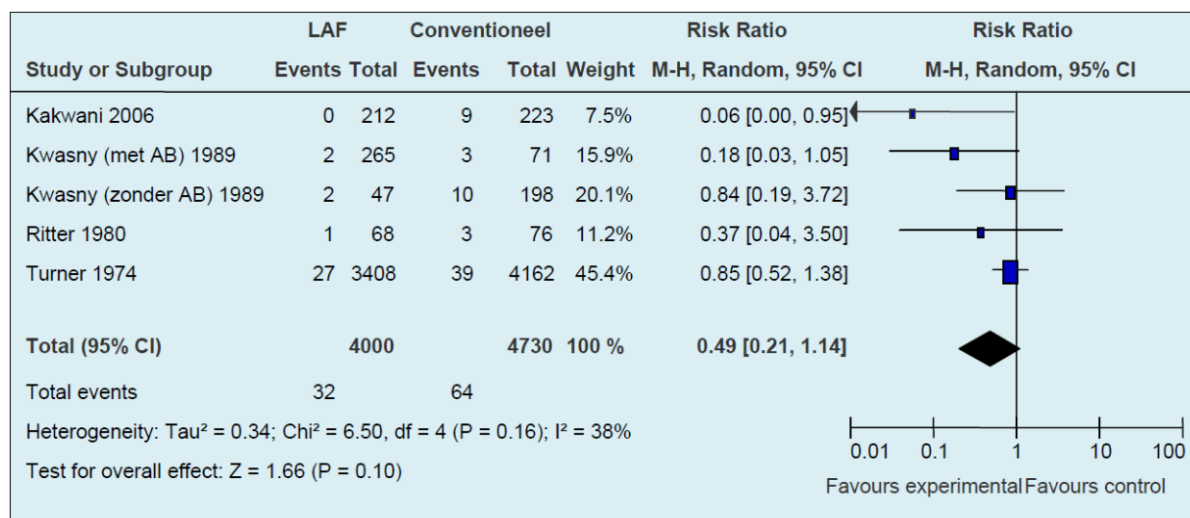 LAF Conventioneel Risk Ratio Risk Ratio
Study or Subgroup Events Total Events Total Weight M-H, Random, 95% CI M-H, Random, 95% CI
Kakwani 2006 0 212 9 223 7.5% 0.06 [0.00, 0.95]
Kwasny (met AB) 1989 2 265 3 71 15.9% 0.18 [0.03, 1.05]
Kwasny (zonder AB) 1989 2 47 10 198 20.1% 0.84 [0.19, 3.72]
Ritter 1980 1 68 3 76 11.2% 0.37 [0.04, 3.50]
Turner 1974 27 3408 39 4162 45.4% 0.85 [0.52, 1.38]
Total (95% CI) 4000 4730 100 % 0.49 [0.21, 1.14]
Total events 32 64
Heterogeneity: Tau² = 0.34; Chi² = 6.50, df = 4 (P = 0.16); I² = 38%
Test for overall effect: Z = 1.66 (P = 0.10)
0.01 0.1 1 10 100
Favours experimental Favours control